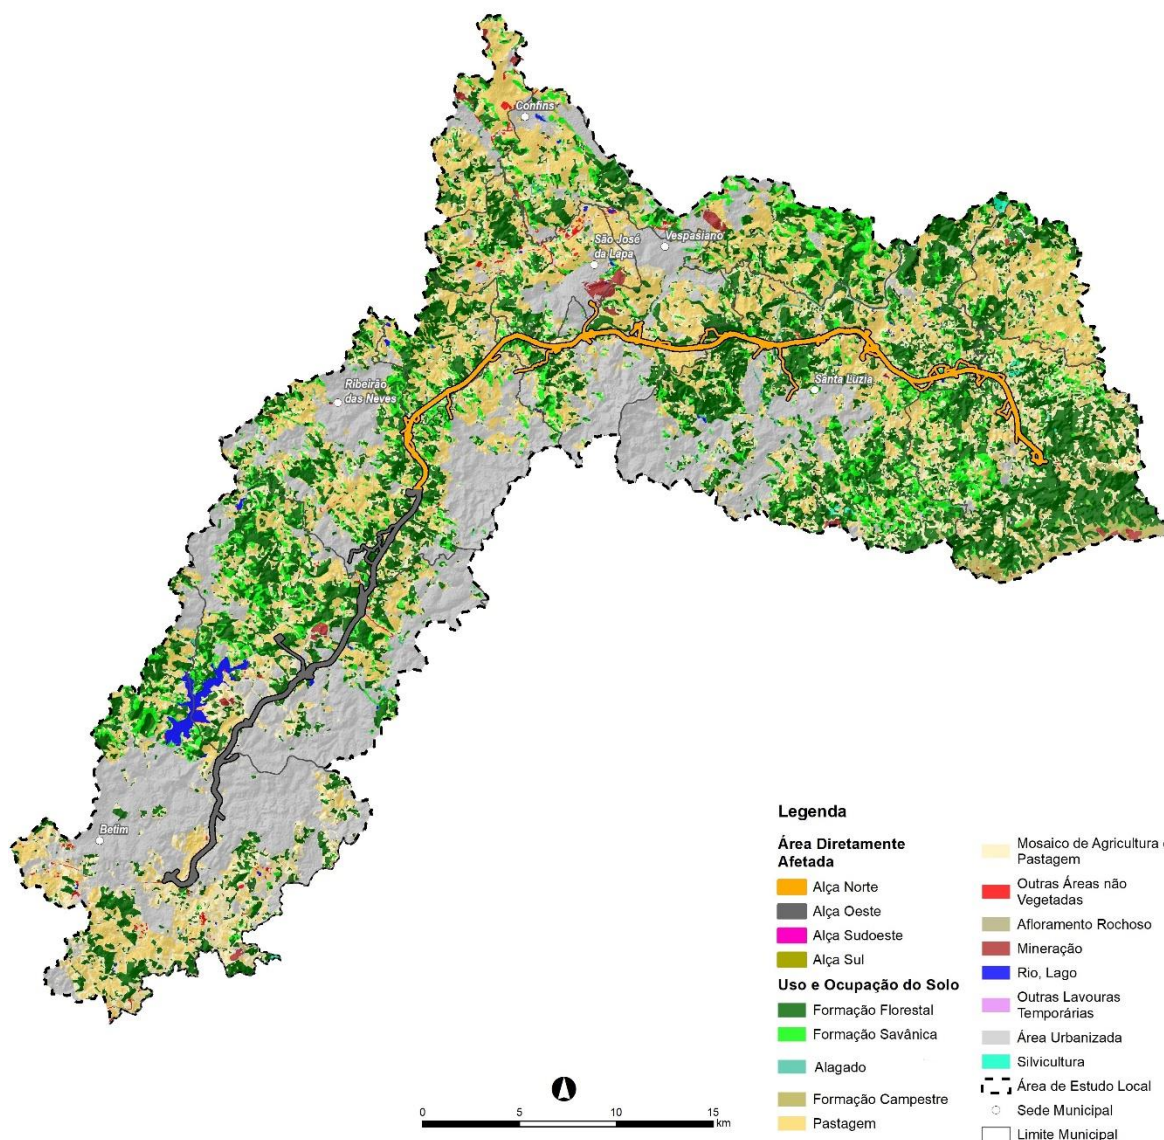 Confins
São José
da Lapa
Vespasiano
Ribeirão
das Neves
Santa Luzia
Betim
Legenda
Área Diretamente
Afetada
Alça Norte
Alça Oeste
Alça Sudoeste
Alça Sul
Uso e Ocupação do Solo
Formação Florestal
Formação Savânica
Alagado
Formação Campestre
Pastagem
Mosaico de Agricultura e
Pastagem
Outras Áreas não
Vegetadas
Afloramento Rochoso
Mineração
Rio, Lago
Outras Lavouras
Temporárias
Área Urbanizada
Silvicultura
Área de Estudo Local
Sede Municipal
Limite Municipal
0 5 10 15
km